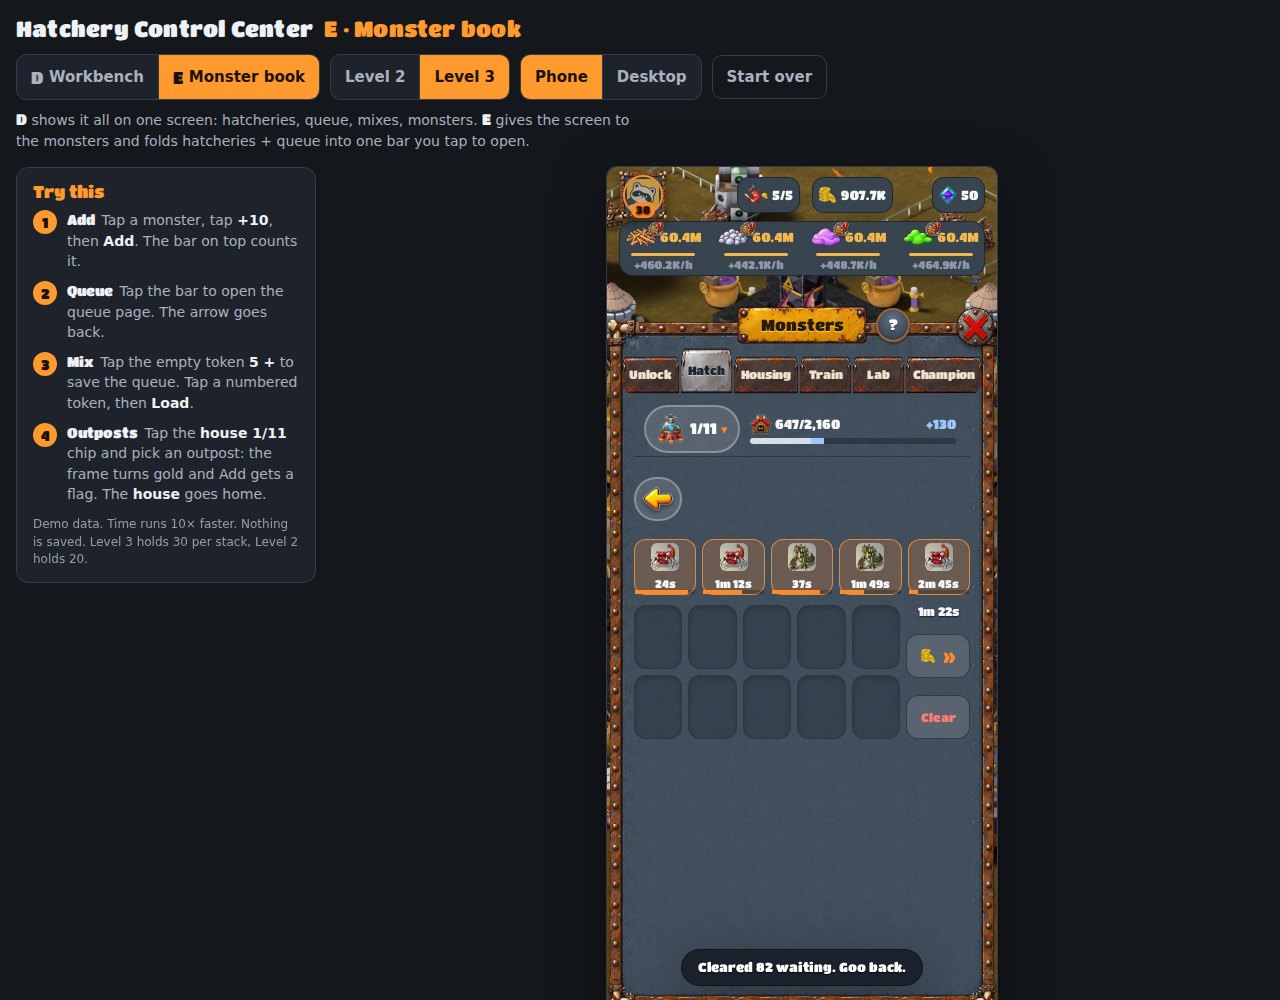 Hatchery Control Center E · Monster book
D Workbench E Monster book Level 2 Level 3 Phone Desktop Start over
D shows it all on one screen: hatcheries, queue, mixes, monsters. E gives the screen to
the monsters and folds hatcheries + queue into one bar you tap to open.
Try this
1 Add Tap a monster, tap +10,
then Add. The bar on top counts
it.
2 Queue Tap the bar to open the
queue page. The arrow goes
back.
3 Mix Tap the empty token 5 + to
save the queue. Tap a numbered
token, then Load.
4 Outposts Tap the house 1/11
chip and pick an outpost: the
frame turns gold and Add gets a
flag. The house goes home.
Demo data. Time runs 10× faster. Nothing
is saved. Level 3 holds 30 per stack, Level 2
holds 20.
30 5/5 907.7K 50
60.4M 60.4M 60.4M 60.4M
+460.2K/h +442.1K/h +448.7K/h +464.9K/h
Monsters ?
Unlock Hatch Housing Train Lab Champion
1/11 ▾ 647/2,160 +130
24s 1m 12s 37s 1m 49s 2m 45s
1m 22s
»
Clear
Cleared 82 waiting. Goo back.